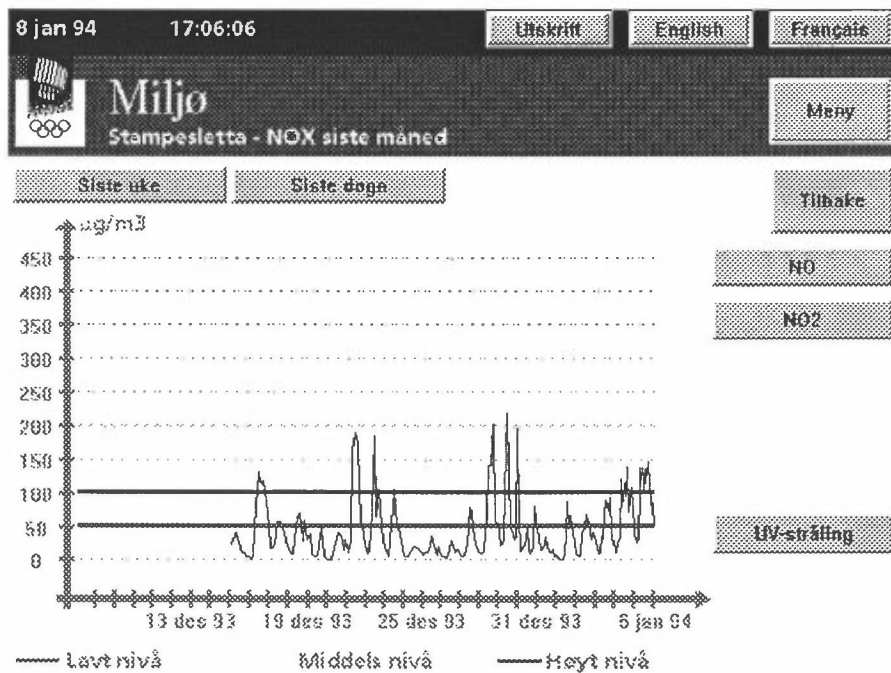 8 jan 94 17:06:06 Utskrift English Français
Miljø
Stampesletta - NOX siste måned
Meny
Siste uke Siste døgn
Tilbake
µg/m3
NO
NO2
450
400
350
300
250
200
150
100
50
0
UV-stråling
13 des 93 19 des 93 25 des 93 31 des 93 6 jan 94
Lavt nivå Middels nivå Høyt nivå